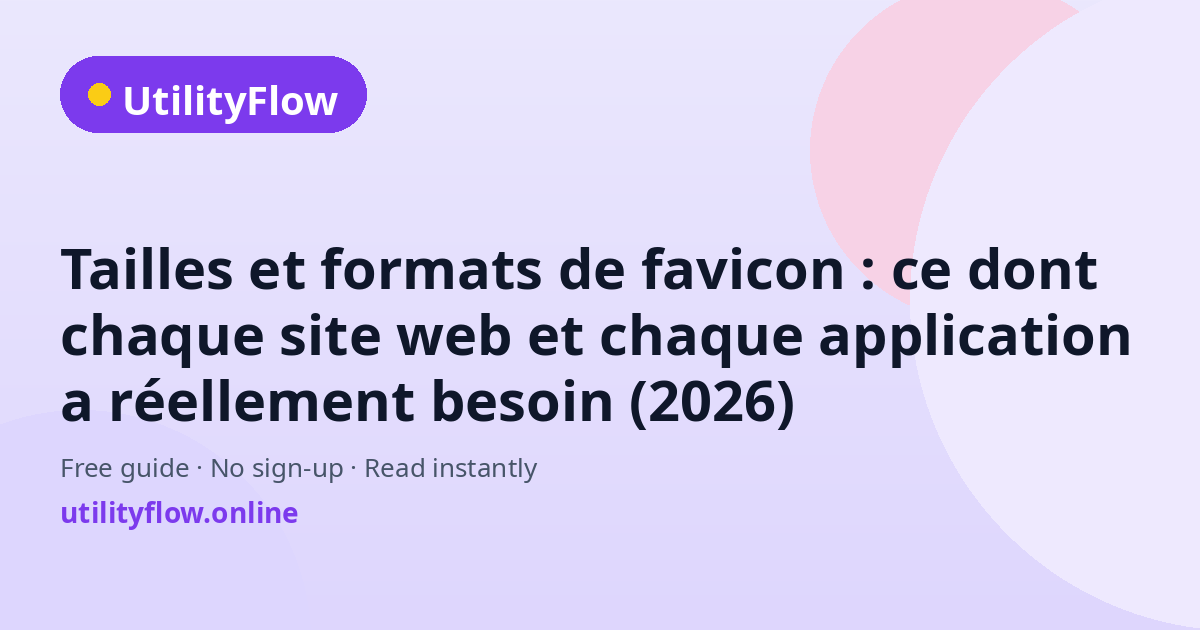 UtilityFlow
Tailles et formats de favicon : ce dont
chaque site web et chaque application
a réellement besoin (2026)
Free guide · No sign-up · Read instantly
utilityflow.online